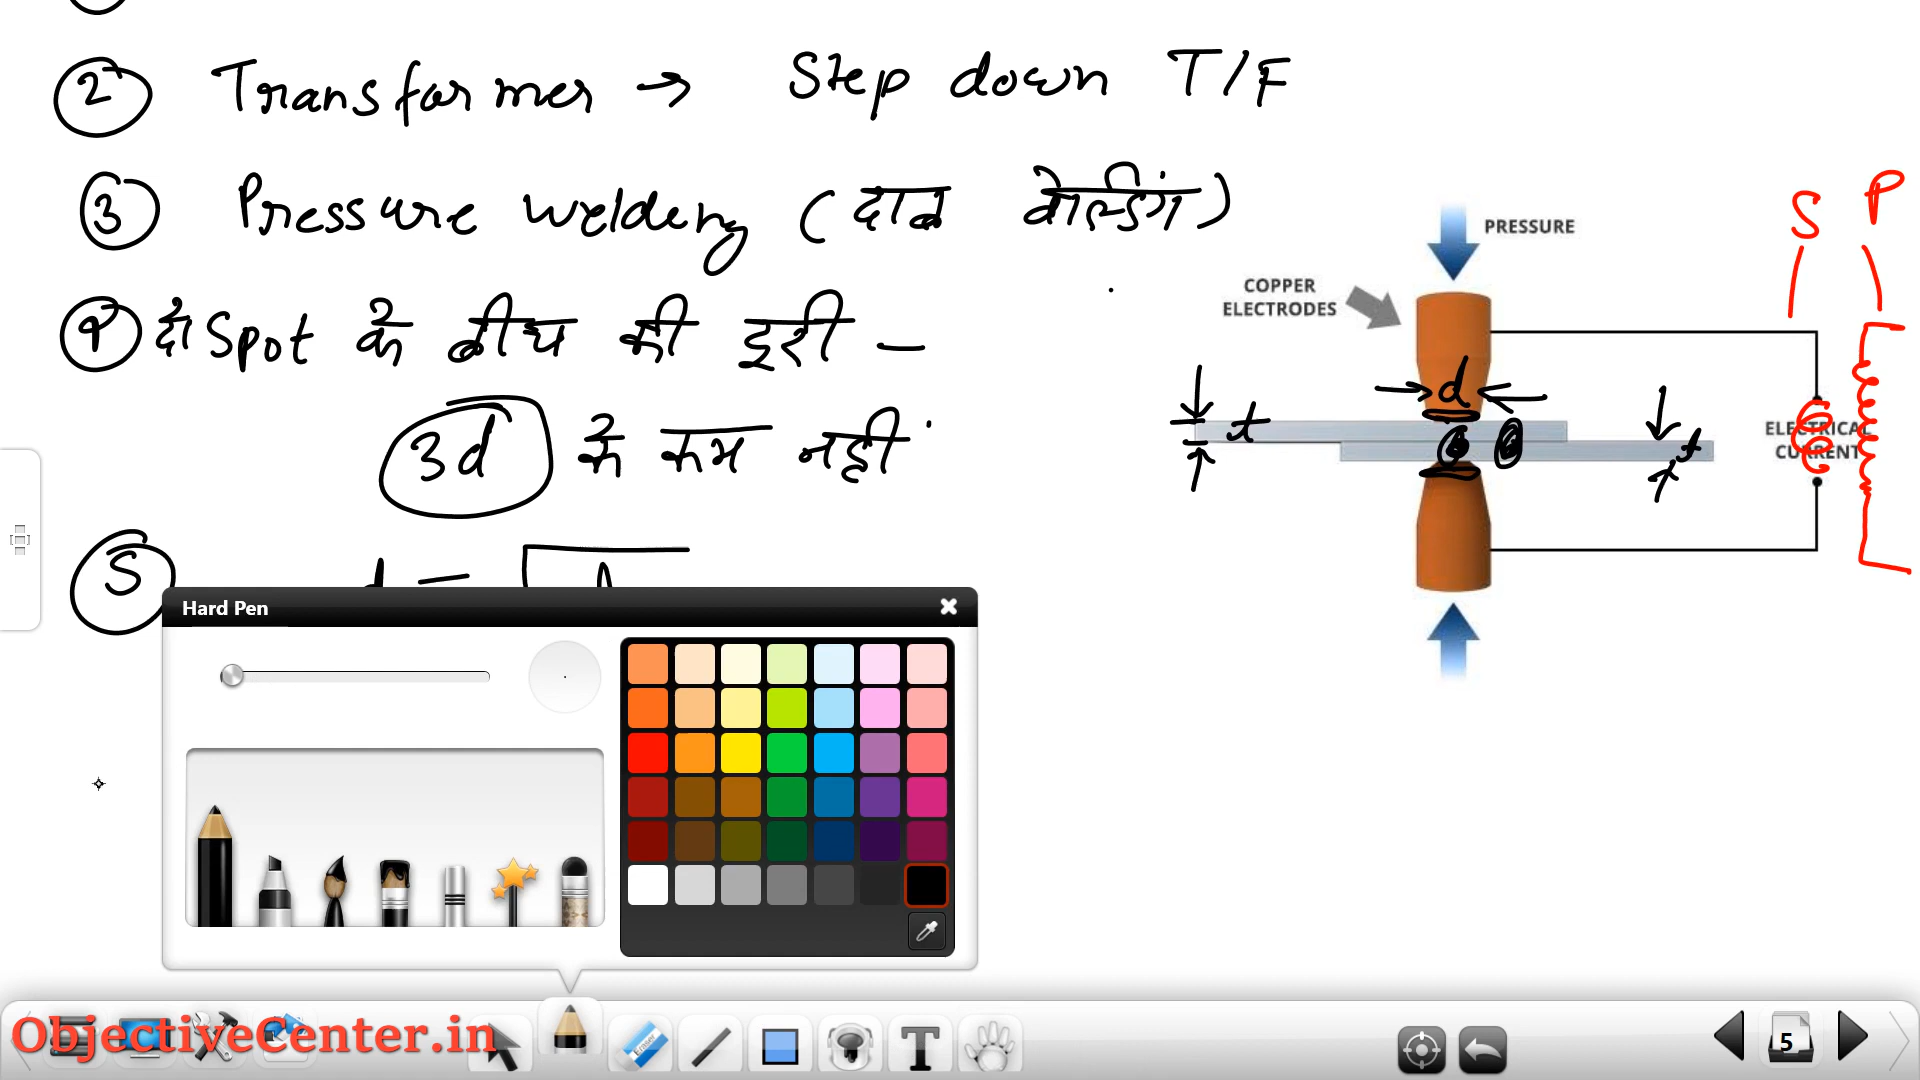 ② Transformer → Step down T/F
③ Pressure welding (दाब वेल्डिंग)
④ दो Spot के बीच की दूरी –
3d के कम नहीं
⑤ d =
PRESSURE
COPPER
ELECTRODES
S P
d
t
t
ELECTRICAL
CURRENT
Hard Pen
Eraser
T
5
ObjectiveCenter.in